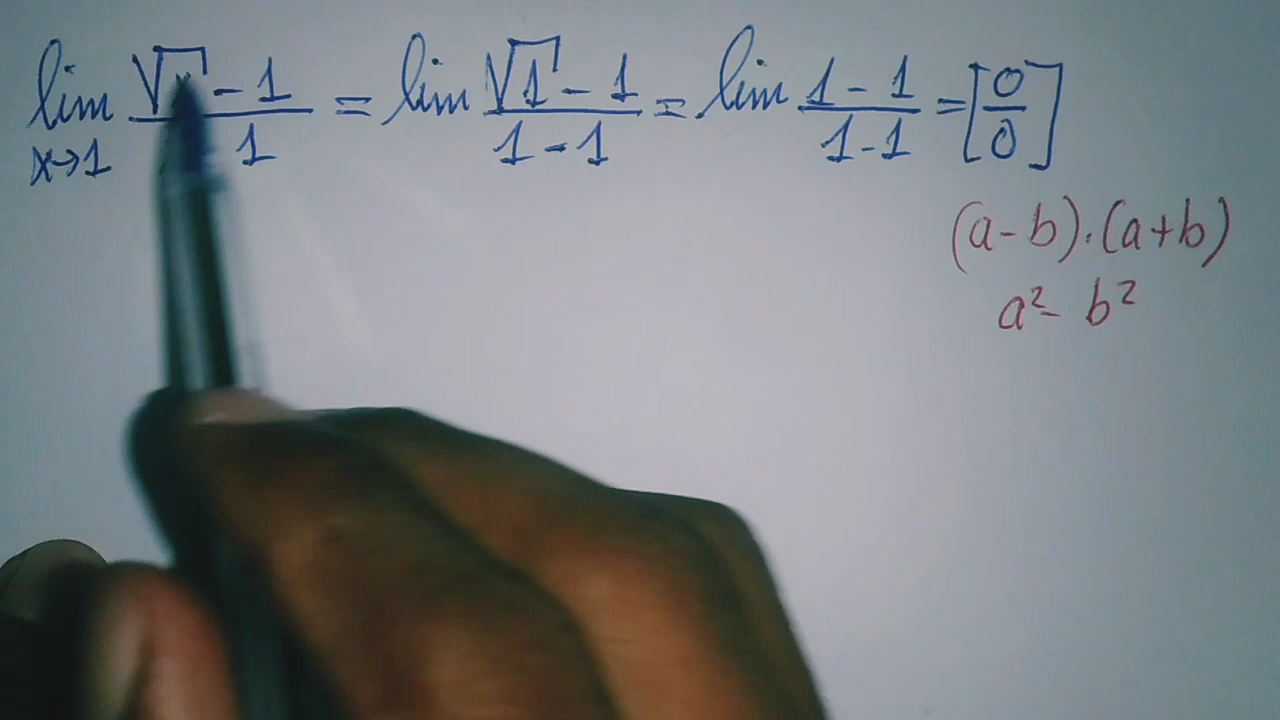 lim √ - 1 / 1 = lim √1 - 1 / 1 - 1 = lim 1 - 1 / 1 - 1 = [0/0]
x→1
(a - b).(a + b)
a² - b²